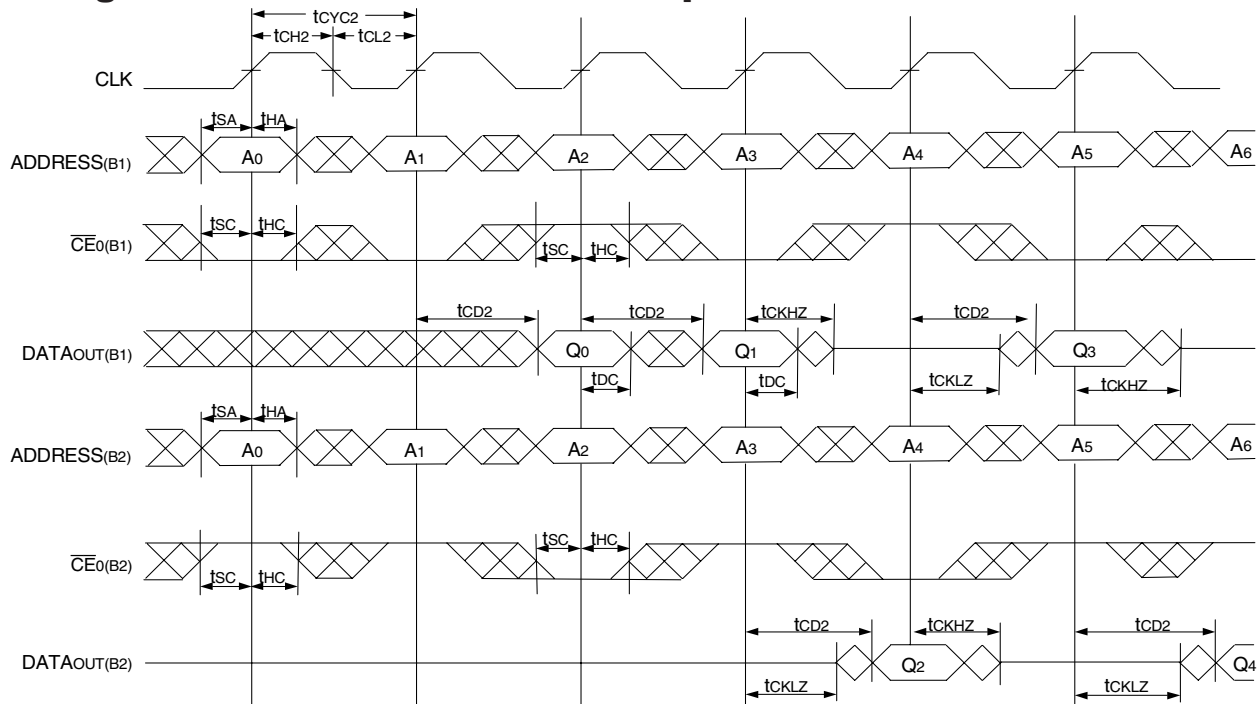 tCYC2
tCH2 tCL2
CLK
tSA tHA
ADDRESS(B1) A0 A1 A2 A3 A4 A5 A6
tSC tHC
CE0(B1)
tSC tHC
tCD2 tCD2 tCKHZ tCD2
DATAOUT(B1) Q0 Q1 Q3
tDC tDC tCKLZ tCKHZ
tSA tHA
ADDRESS(B2) A0 A1 A2 A3 A4 A5 A6
tSC tHC
CE0(B2)
tSC tHC
tCD2 tCKHZ tCD2
DATAOUT(B2) Q2 Q4
tCKLZ tCKLZ